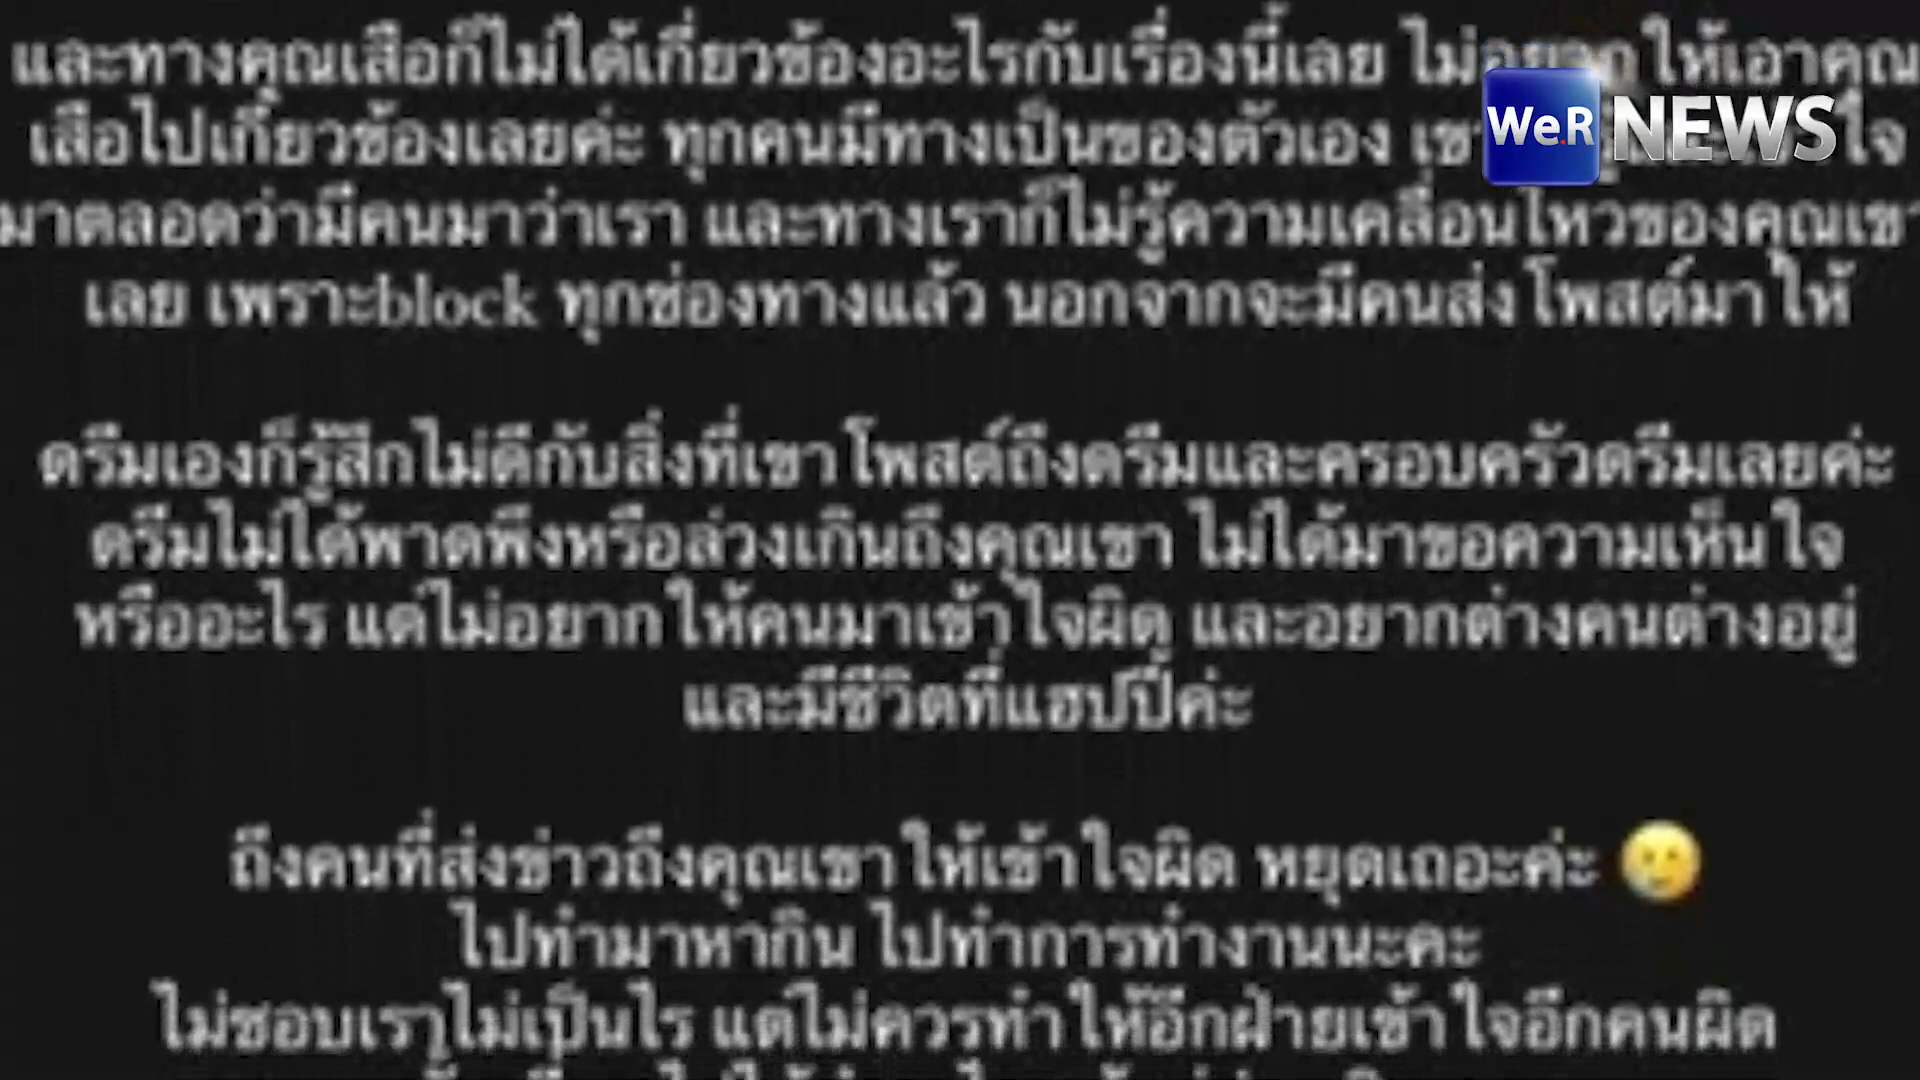 และทางคุณเสือก็ไม่ได้เกี่ยวข้องอะไรกับเรื่องนี้เลย ไม่อยากให้เอาคุณ
เสือไปเกี่ยวข้องเลยค่ะ ทุกคนมีทางเป็นของตัวเอง ใจ
WeR NEWS
มาตลอดว่ามีคนมาว่าเรา และทางเราก็ไม่รู้ความเคลื่อนไหวของคุณเขา
เลย เพราะblock ทุกช่องทางแล้ว นอกจากจะมีคนส่งโพสต์มาให้
ดรีมเองก็รู้สึกไม่ดีกับสิ่งที่เขาโพสต์ถึงดรีมและครอบครัวดรีมเลยค่ะ
ดรีมไม่ได้พาดพึงหรือล่วงเกินถึงคุณเขา ไม่ได้มาขอความเห็นใจ
หรืออะไร แต่ไม่อยากให้คนมาเข้าใจผิด และอยากต่างคนต่างอยู่
และมีชีวิตที่แฮปปี้ค่ะ
ถึงคนที่ส่งข่าวถึงคุณเขาให้เข้าใจผิด หยุดเถอะค่ะ 🥲
ไปทำมาหากิน ไปทำการทำงานนะคะ
ไม่ชอบเราไม่เป็นไร แต่ไม่ควรทำให้อีกฝ่ายเข้าใจอีกคนผิด